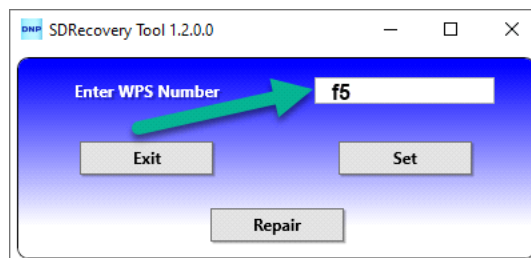 DNP SDRecovery Tool 1.2.0.0
Enter WPS Number f5
Exit Set
Repair